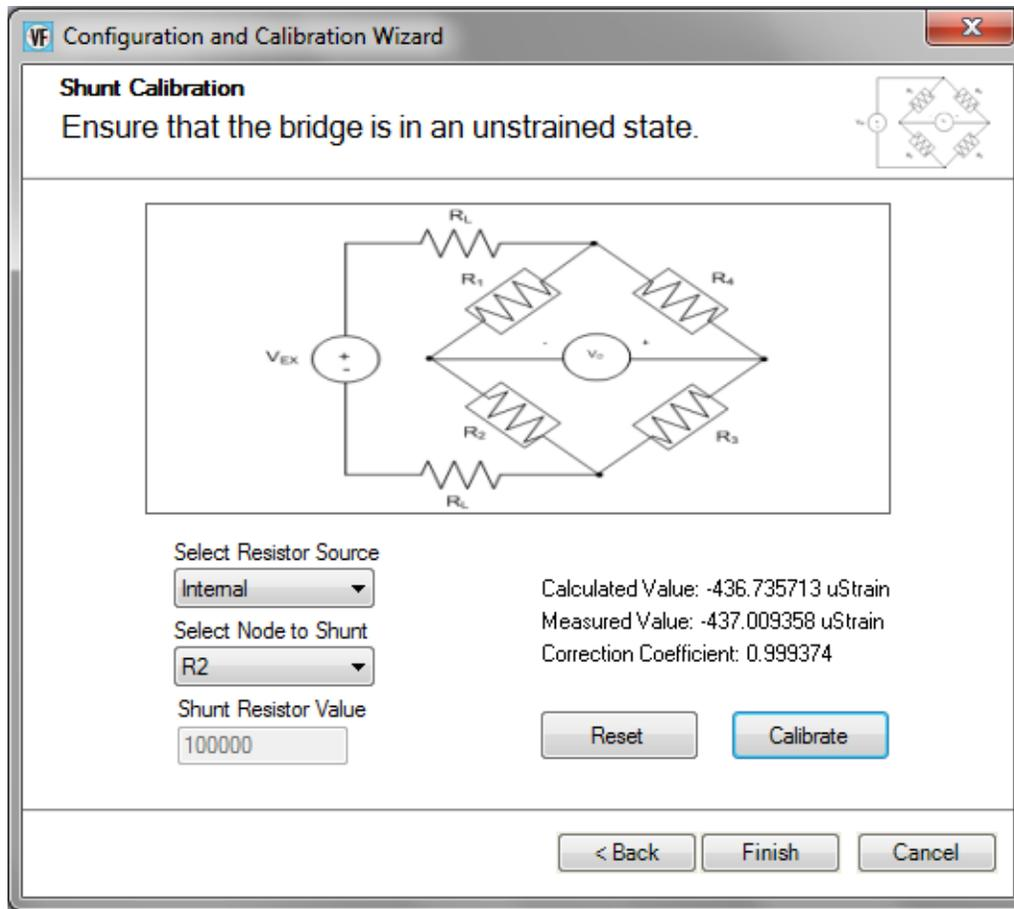 VF Configuration and Calibration Wizard
Shunt Calibration
Ensure that the bridge is in an unstrained state.
RL
R1
R4
VEX
+
-
-
Vo
+
R2
R3
RL
Select Resistor Source
Internal
Select Node to Shunt
R2
Shunt Resistor Value
100000
Calculated Value: -436.735713 uStrain
Measured Value: -437.009358 uStrain
Correction Coefficient: 0.999374
Reset
Calibrate
< Back
Finish
Cancel